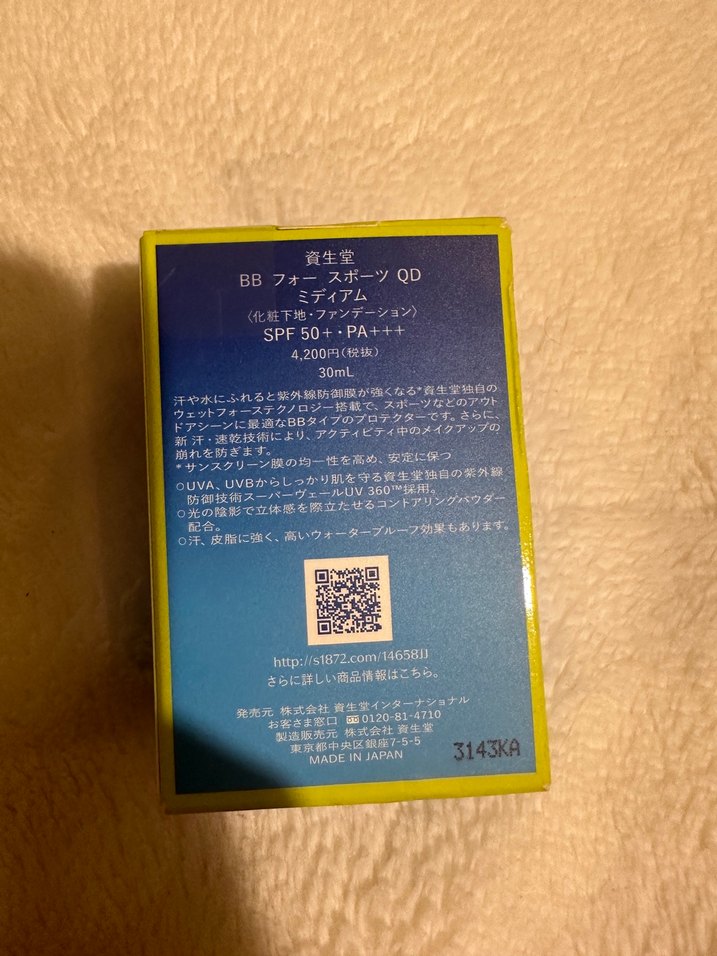 資生堂
BB フォー スポーツ QD
ミディアム
〈化粧下地・ファンデーション〉
SPF 50+・PA+++
4,200円(税抜)
30mL
汗や水にふれると紫外線防御膜が強くなる*資生堂独自の
ウェットフォーステクノロジー搭載で、スポーツなどのアウト
ドアシーンに最適なBBタイプのプロテクターです。さらに、
新 汗・速乾技術により、アクティビティ中のメイクアップの
崩れを防ぎます。
*サンスクリーン膜の均一性を高め、安定に保つ
○UVA、UVBからしっかり肌を守る資生堂独自の紫外線
防御技術スーパーヴェールUV 360™採用。
○光の陰影で立体感を際立たせるコントアリングパウダー
配合。
○汗、皮脂に強く、高いウォータープルーフ効果もあります。
http://s1872.com/14658JJ
さらに詳しい商品情報はこちら。
発売元 株式会社 資生堂インターナショナル
お客さま窓口 0120-81-4710
製造販売元 株式会社 資生堂
東京都中央区銀座7-5-5
MADE IN JAPAN
3143KA